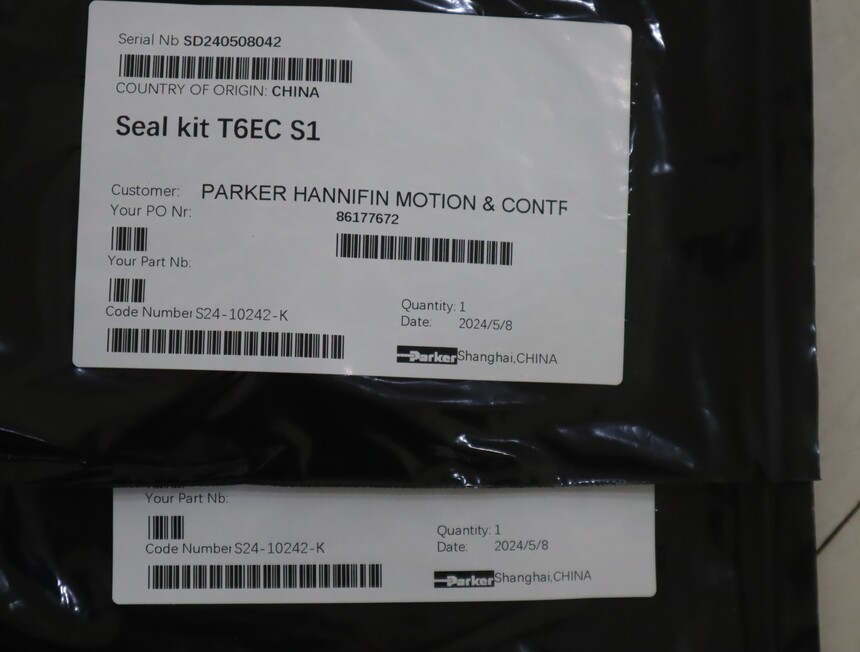 Serial Nb SD240508042
COUNTRY OF ORIGIN: CHINA
Seal kit T6EC S1
Customer: PARKER HANNIFIN MOTION & CONTF
Your PO Nr: 86177672
Your Part Nb:
Code Number S24-10242-K
Quantity: 1
Date: 2024/5/8
Parker Shanghai,CHINA
Your Part Nb:
Code Number S24-10242-K
Quantity: 1
Date: 2024/5/8
Parker Shanghai,CHINA